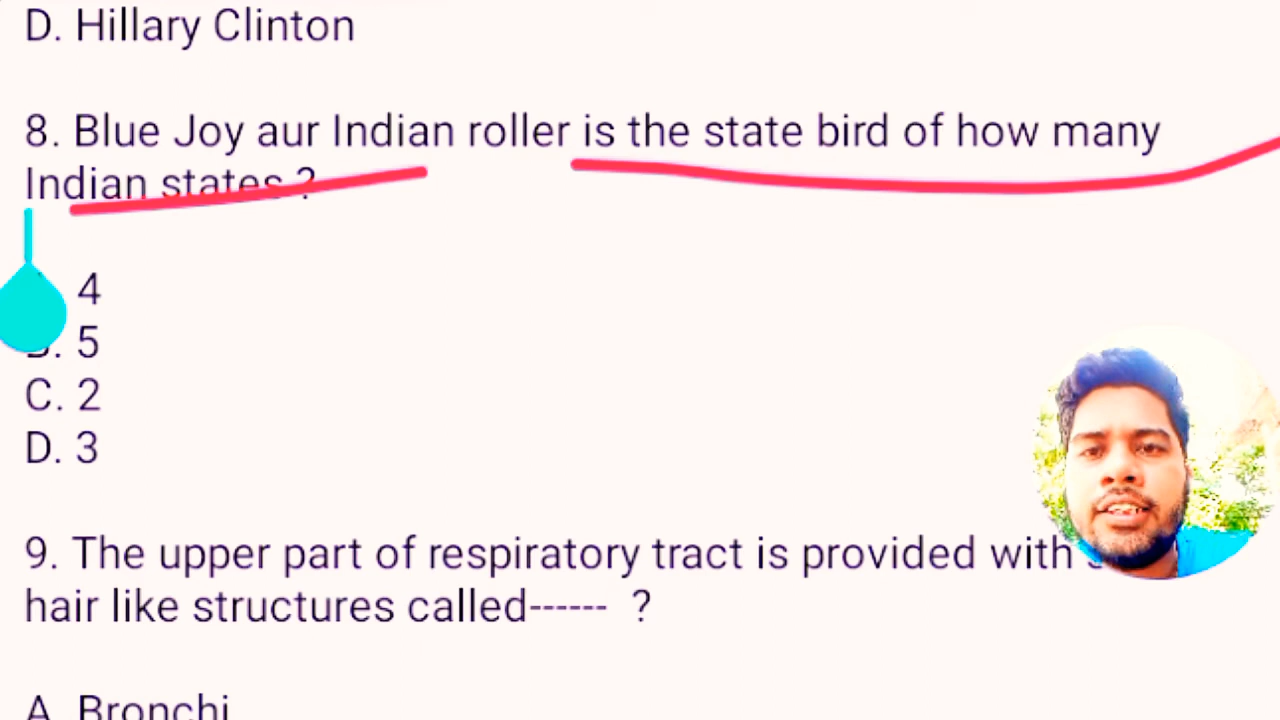 D. Hillary Clinton
8. Blue Joy aur Indian roller is the state bird of how many
Indian states ?
4
B. 5
C. 2
D. 3
9. The upper part of respiratory tract is provided with
hair like structures called------ ?
A. Bronchi